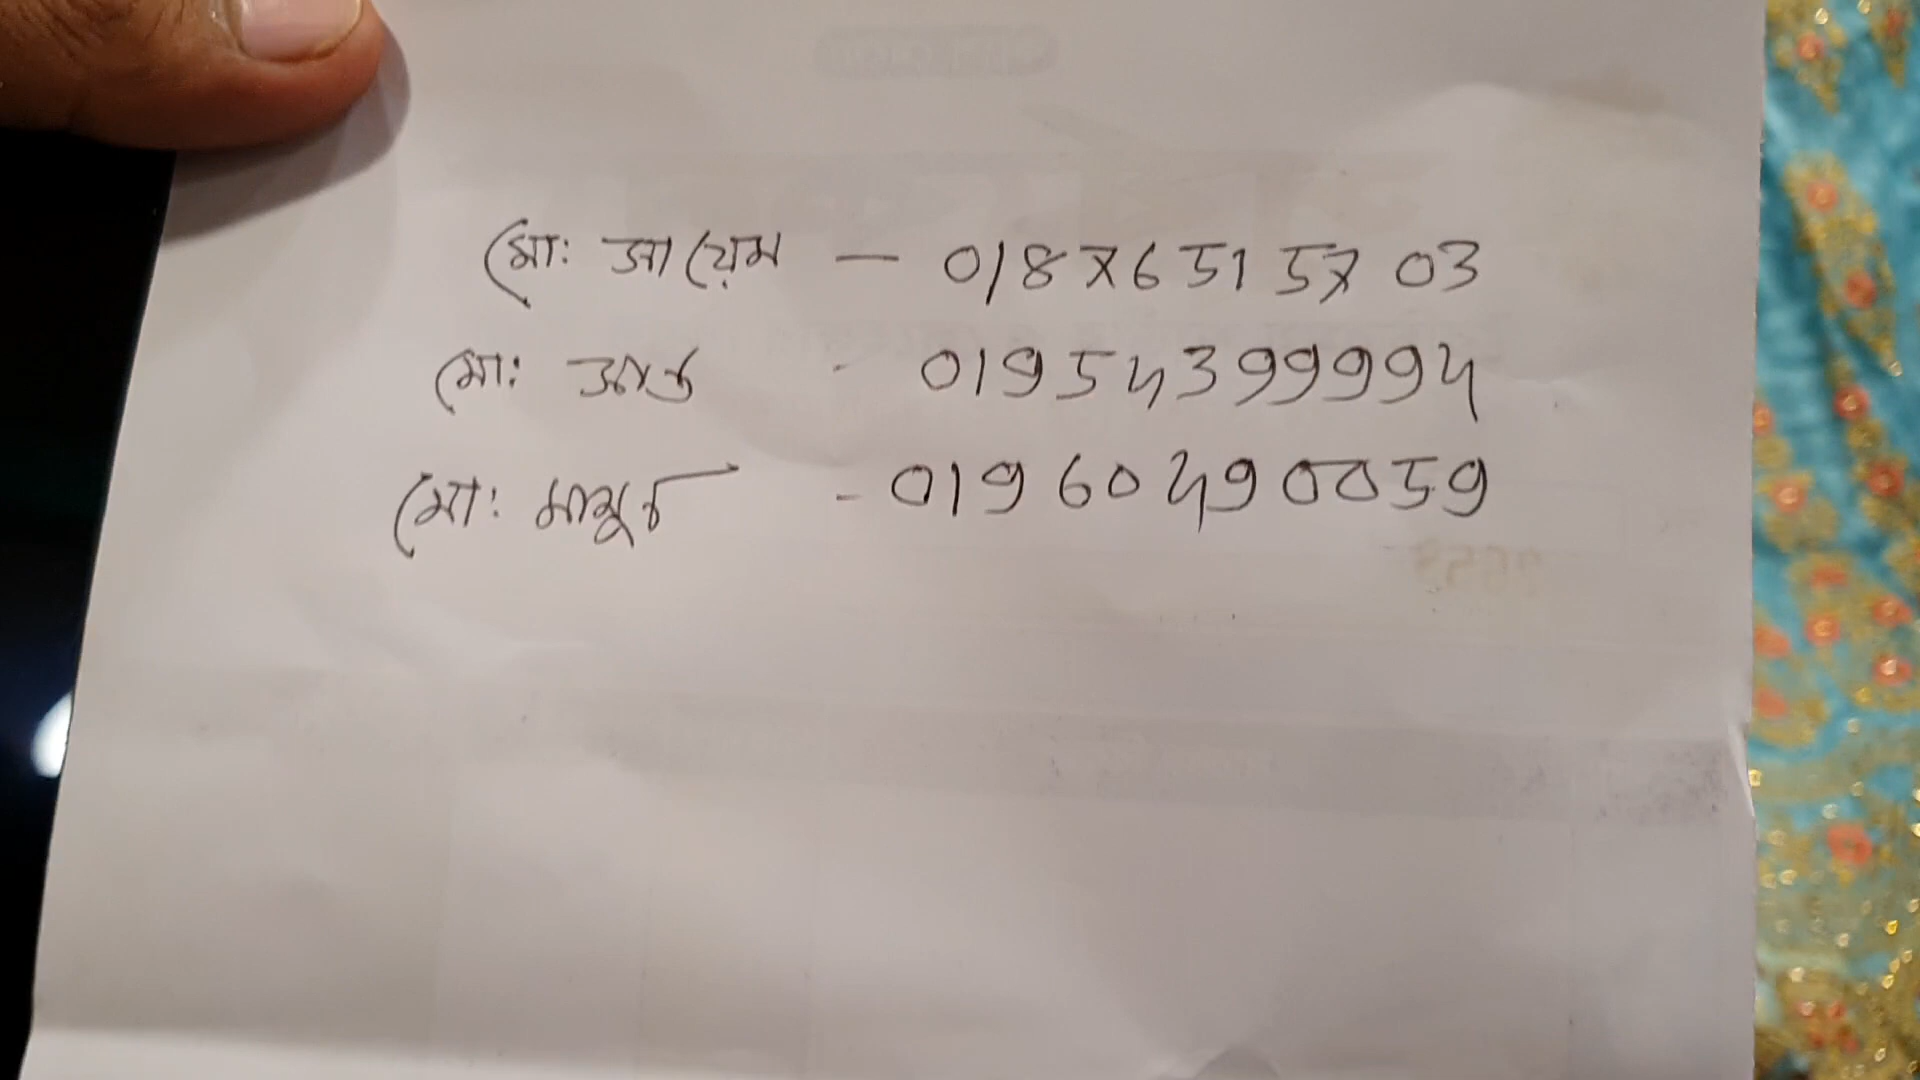 মোঃ সায়েম — 01876515703
মোঃ - 01954399994
মোঃ মাসুদ - 01960490059